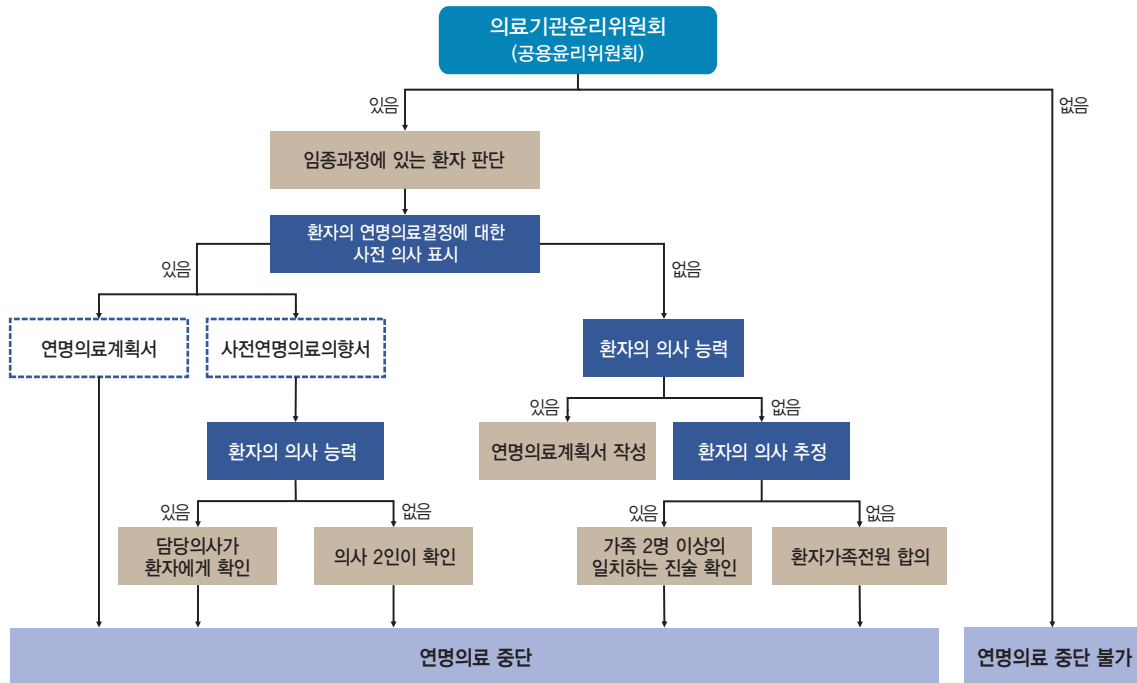 의료기관윤리위원회
(공용윤리위원회)
있음
없음
임종과정에 있는 환자 판단
환자의 연명의료결정에 대한
사전 의사 표시
있음
없음
연명의료계획서
사전연명의료의향서
환자의 의사 능력
있음
없음
환자의 의사 능력
연명의료계획서 작성
환자의 의사 추정
있음
없음
있음
없음
담당의사가
환자에게 확인
의사 2인이 확인
가족 2명 이상의
일치하는 진술 확인
환자가족전원 합의
연명의료 중단
연명의료 중단 불가